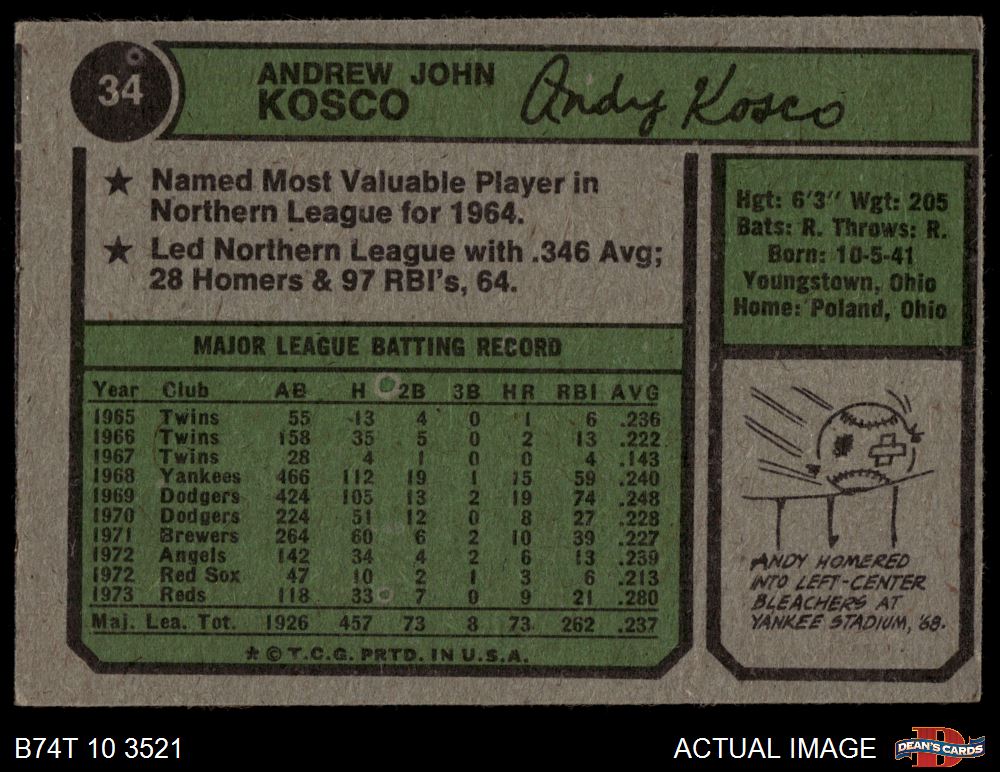 34
ANDREW JOHN
KOSCO
Andy Kosco
★ Named Most Valuable Player in
Northern League for 1964.
★ Led Northern League with .346 Avg;
28 Homers & 97 RBI's, 64.
Hgt: 6'3" Wgt: 205
Bats: R. Throws: R.
Born: 10-5-41
Youngstown, Ohio
Home: Poland, Ohio
MAJOR LEAGUE BATTING RECORD
Year Club AB H 2B 3B HR RBI AVG
1965 Twins 55 13 4 0 1 6 .236
1966 Twins 158 35 5 0 2 13 .222
1967 Twins 28 4 1 0 0 4 .143
1968 Yankees 466 112 19 1 15 59 .240
1969 Dodgers 424 105 13 2 19 74 .248
1970 Dodgers 224 51 12 0 8 27 .228
1971 Brewers 264 60 6 2 10 39 .227
1972 Angels 142 34 4 2 6 13 .239
1972 Red Sox 47 10 2 1 3 6 .213
1973 Reds 118 33 7 0 9 21 .280
Maj. Lea. Tot. 1926 457 73 8 73 262 .237
* © T.C.G. PRTD. IN U.S.A.
ANDY HOMERED
INTO LEFT-CENTER
BLEACHERS AT
YANKEE STADIUM, '68.
B74T 10 3521
ACTUAL IMAGE
D
DEAN'S CARDS